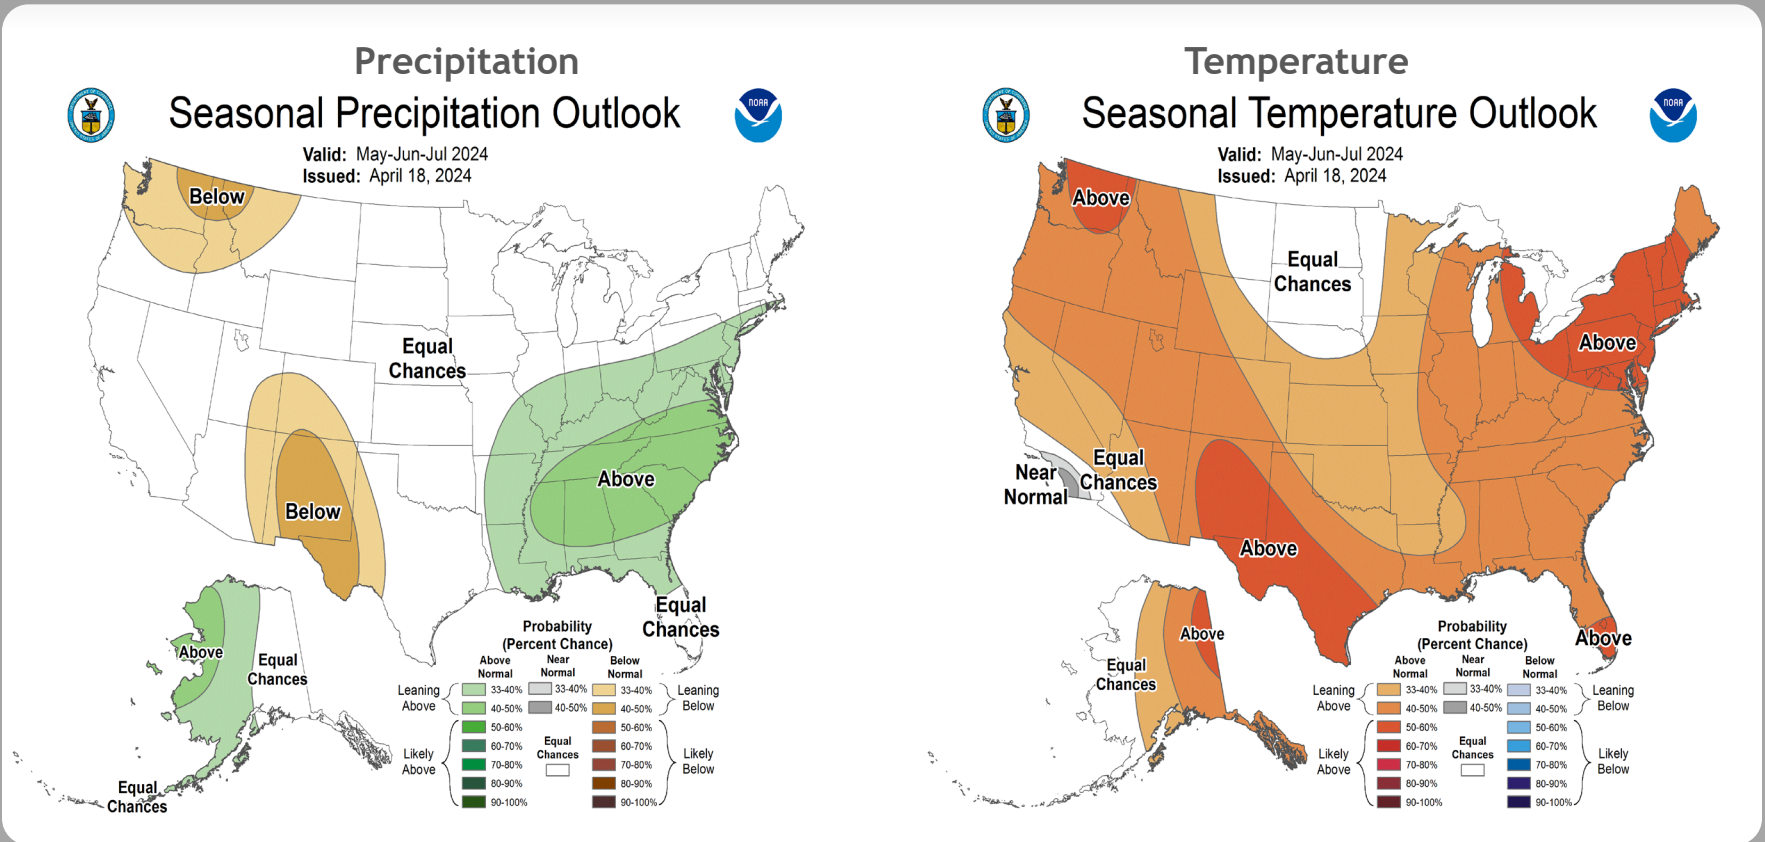 Precipitation
Seasonal Precipitation Outlook
NOAA
Valid: May-Jun-Jul 2024
Issued: April 18, 2024
Below
Equal
Chances
Below
Above
Equal
Chances
Above
Equal
Chances
Equal
Chances
Probability
(Percent Chance)
Above
Normal
Near
Normal
Below
Normal
Leaning
Above
33-40%
33-40%
33-40%
Leaning
Below
40-50%
40-50%
40-50%
50-60%
50-60%
Likely
Above
60-70%
Equal
Chances
60-70%
Likely
Below
70-80%
70-80%
80-90%
80-90%
90-100%
90-100%
Temperature
Seasonal Temperature Outlook
NOAA
Valid: May-Jun-Jul 2024
Issued: April 18, 2024
Above
Equal
Chances
Above
Near
Normal
Equal
Chances
Above
Above
Equal
Chances
Above
Probability
(Percent Chance)
Above
Normal
Near
Normal
Below
Normal
Leaning
Above
33-40%
33-40%
33-40%
Leaning
Below
40-50%
40-50%
40-50%
50-60%
50-60%
Likely
Above
60-70%
Equal
Chances
60-70%
Likely
Below
70-80%
70-80%
80-90%
80-90%
90-100%
90-100%